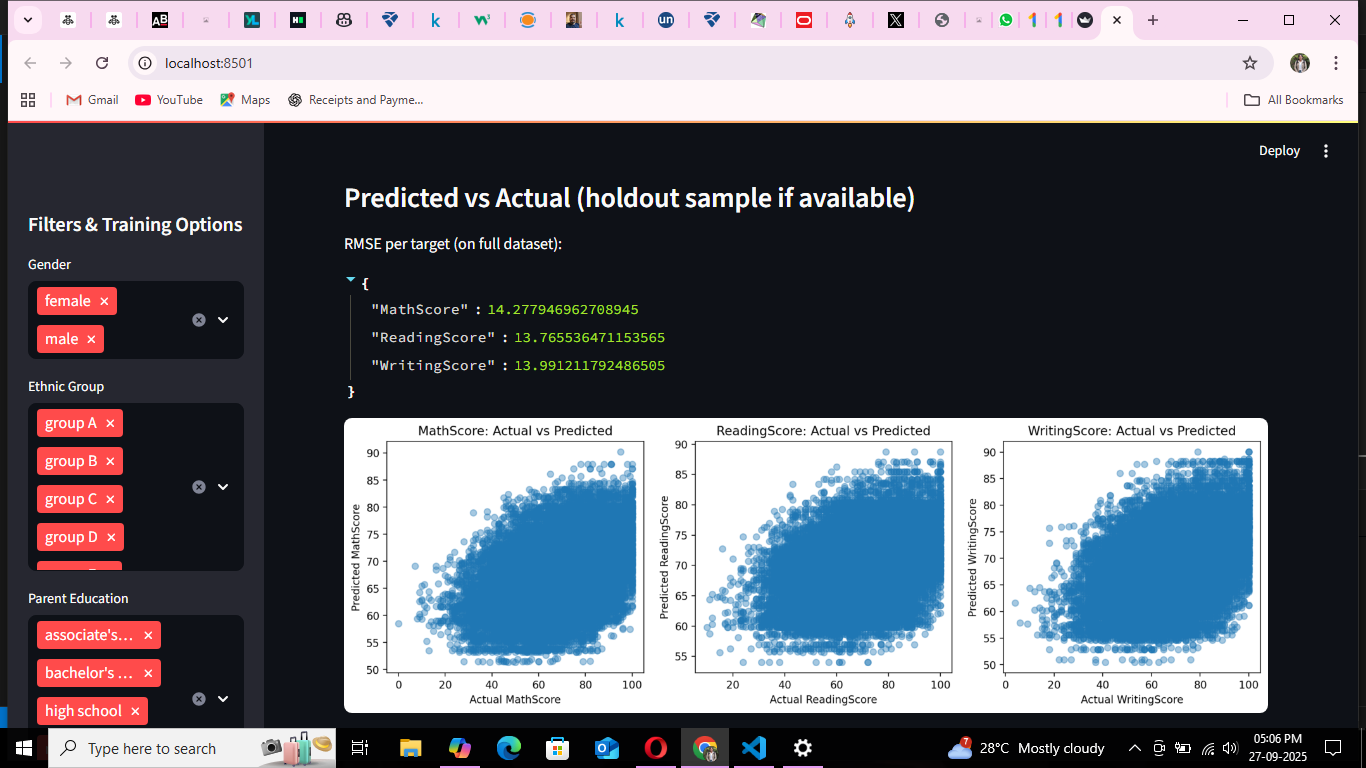 localhost:8501
Gmail
YouTube
Maps
Receipts and Payme...
All Bookmarks
Deploy
Filters & Training Options
Gender
female
male
Ethnic Group
group A
group B
group C
group D
Parent Education
associate's...
bachelor's ...
high school
Predicted vs Actual (holdout sample if available)
RMSE per target (on full dataset):
{
"MathScore" : 14.277946962708945
"ReadingScore" : 13.765536471153565
"WritingScore" : 13.991211792486505
}
MathScore: Actual vs Predicted
Predicted MathScore
90
85
80
75
70
65
60
55
50
0 20 40 60 80 100
Actual MathScore
ReadingScore: Actual vs Predicted
Predicted ReadingScore
90
85
80
75
70
65
60
55
20 40 60 80 100
Actual ReadingScore
WritingScore: Actual vs Predicted
Predicted WritingScore
90
85
80
75
70
65
60
55
50
0 20 40 60 80 100
Actual WritingScore
Type here to search
7
28°C Mostly cloudy
05:06 PM
27-09-2025